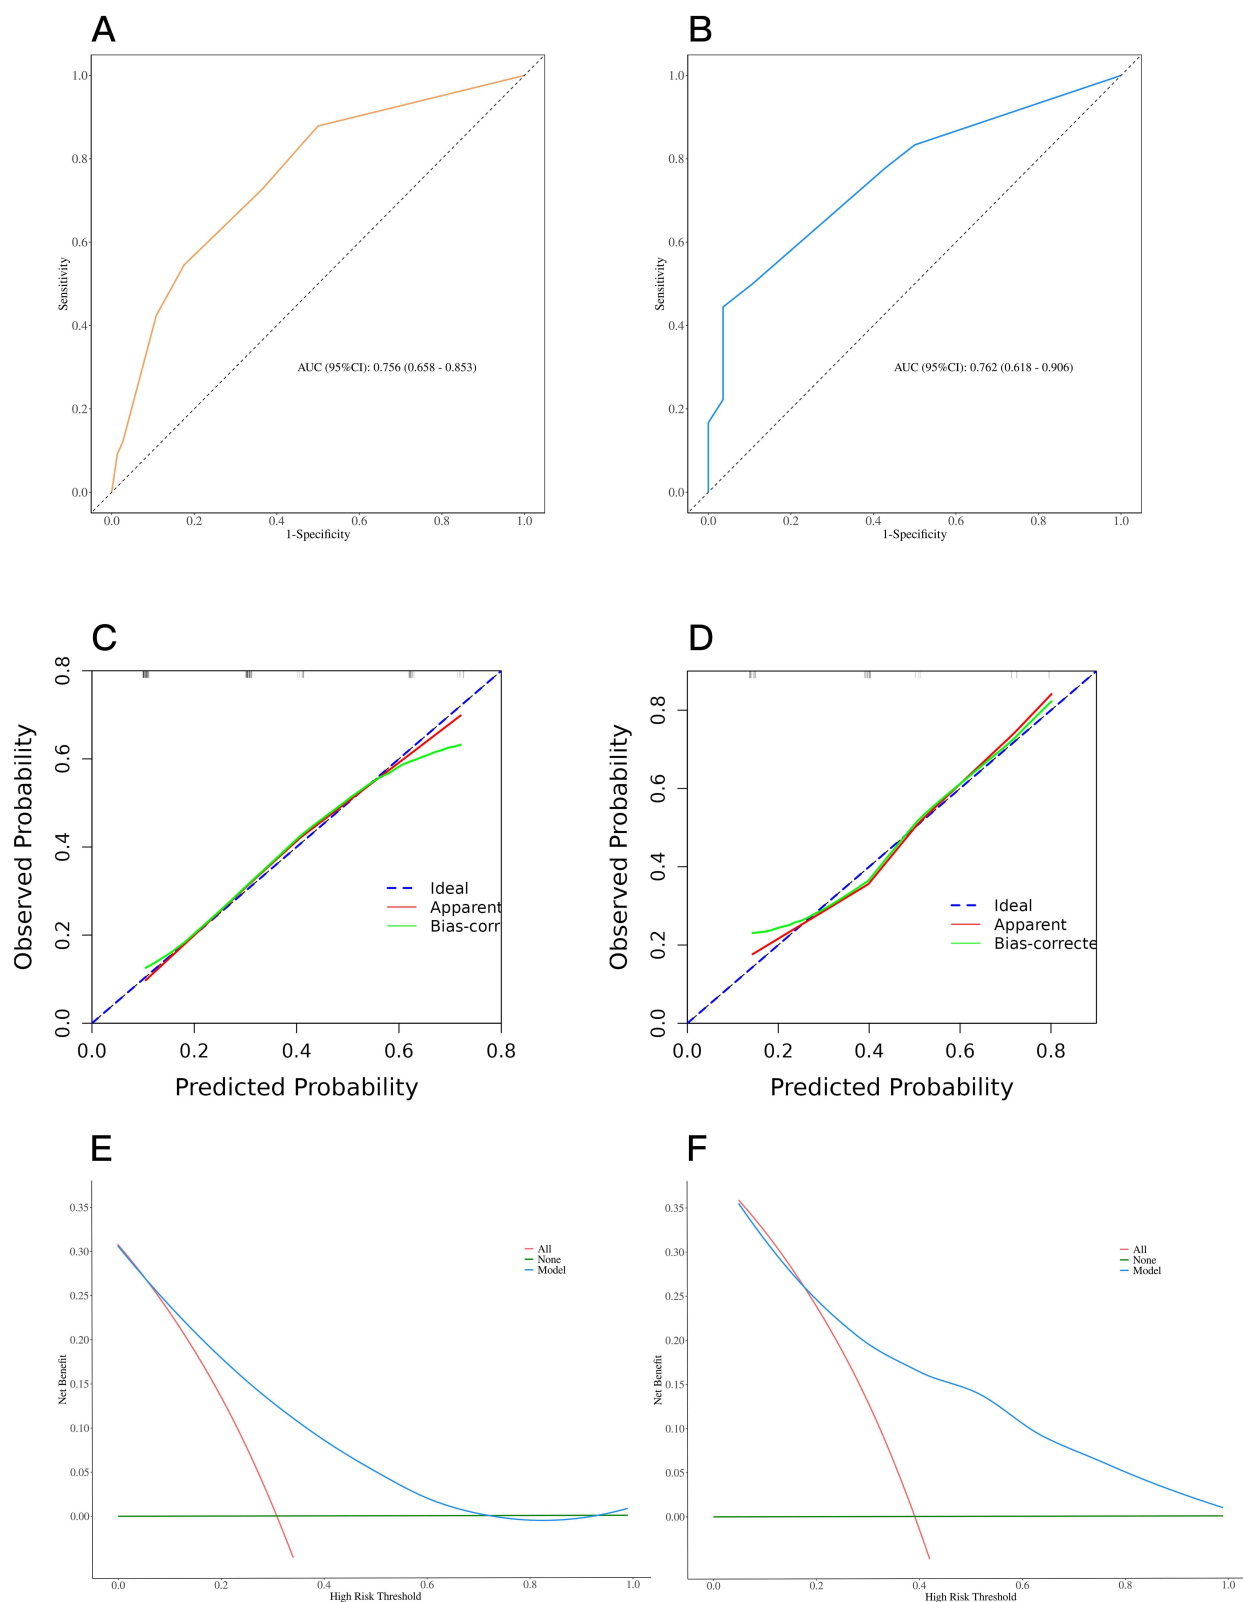 A
1.0
0.8
0.6
0.4
0.2
0.0
Sensitivity
AUC (95%CI): 0.756 (0.658 - 0.853)
0.0 0.2 0.4 0.6 0.8 1.0
1-Specificity
B
1.0
0.8
0.6
0.4
0.2
0.0
Sensitivity
AUC (95%CI): 0.762 (0.618 - 0.906)
0.0 0.2 0.4 0.6 0.8 1.0
1-Specificity
C
0.8
0.6
0.4
0.2
0.0
Observed Probability
Ideal
Apparent
Bias-corr
0.0 0.2 0.4 0.6 0.8
Predicted Probability
D
0.8
0.6
0.4
0.2
0.0
Observed Probability
Ideal
Apparent
Bias-correcte
0.0 0.2 0.4 0.6 0.8
Predicted Probability
E
0.35
0.30
0.25
0.20
0.15
0.10
0.05
0.00
Net Benefit
All
None
Model
0.0 0.2 0.4 0.6 0.8 1.0
High Risk Threshold
F
0.35
0.30
0.25
0.20
0.15
0.10
0.05
0.00
Net Benefit
All
None
Model
0.0 0.2 0.4 0.6 0.8 1.0
High Risk Threshold